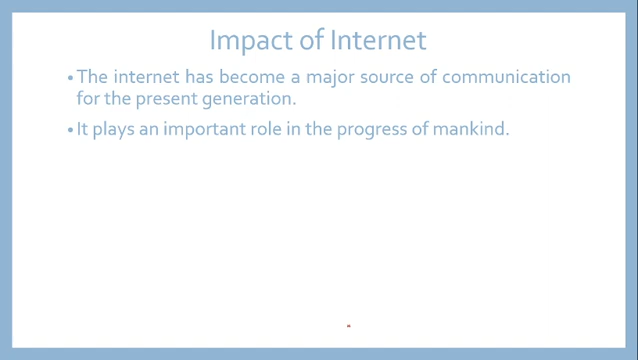 Impact of Internet
• The internet has become a major source of communication
for the present generation.
• It plays an important role in the progress of mankind.